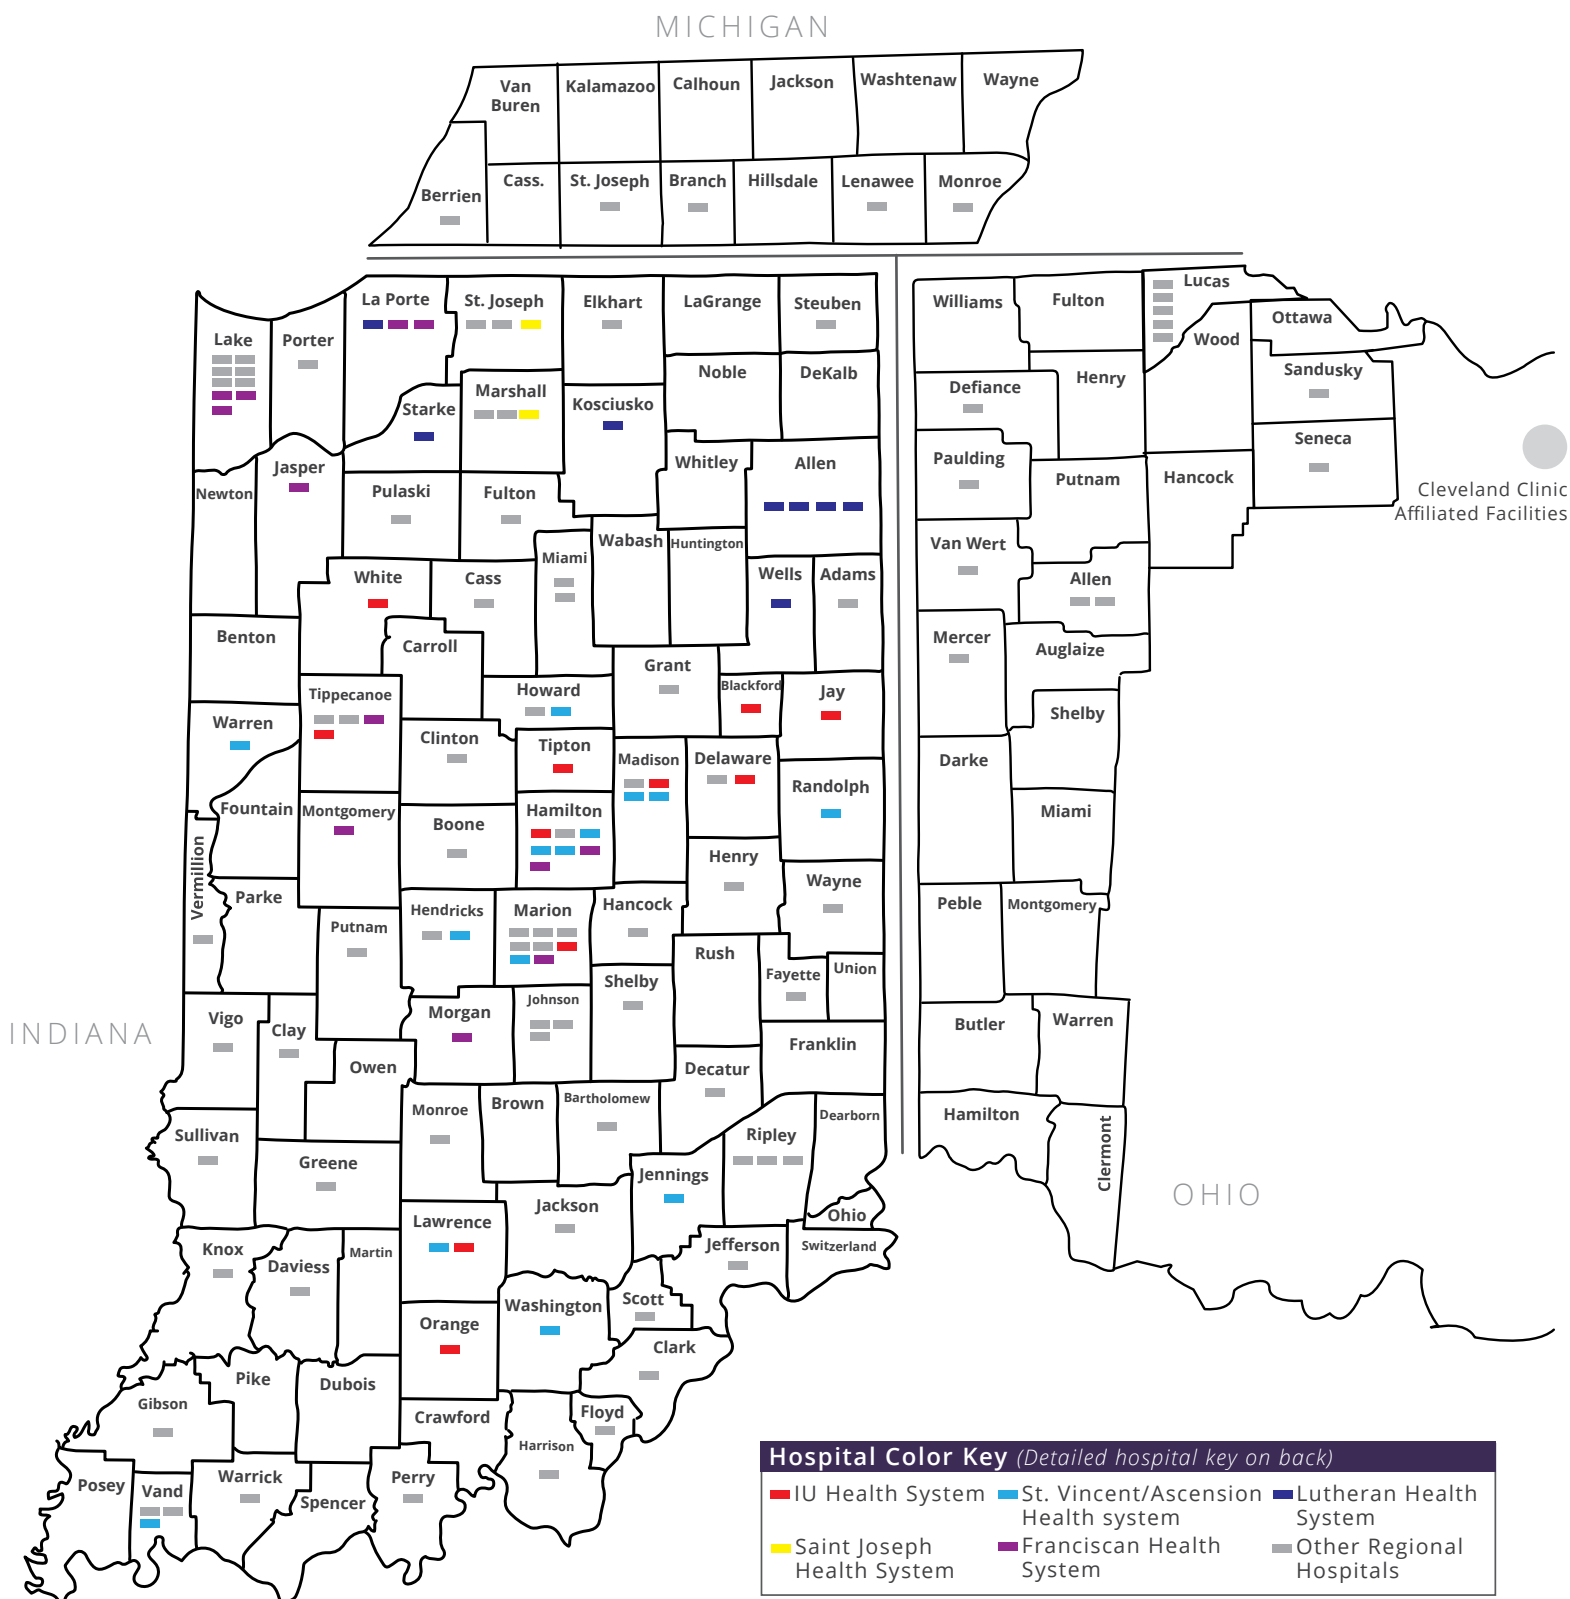 MICHIGAN
Van
Buren
Kalamazoo
Calhoun
Jackson
Washtenaw
Wayne
Berrien
Cass.
St. Joseph
Branch
Hillsdale
Lenawee
Monroe
La Porte
St. Joseph
Elkhart
LaGrange
Steuben
Lake
Porter
Noble
DeKalb
Starke
Marshall
Kosciusko
Jasper
Whitley
Allen
Newton
Pulaski
Fulton
Miami
Wabash
Huntington
White
Cass
Wells
Adams
Benton
Carroll
Grant
Tippecanoe
Howard
Blackford
Jay
Warren
Clinton
Tipton
Madison
Delaware
Randolph
Fountain
Montgomery
Boone
Hamilton
Henry
Wayne
Vermillion
Parke
Putnam
Hendricks
Marion
Hancock
Rush
Fayette
Union
Shelby
INDIANA
Vigo
Clay
Morgan
Johnson
Franklin
Owen
Decatur
Monroe
Brown
Bartholomew
Dearborn
Sullivan
Greene
Ripley
Jennings
Jackson
Lawrence
Ohio
Knox
Daviess
Martin
Jefferson
Switzerland
Washington
Scott
Orange
Clark
Gibson
Pike
Dubois
Crawford
Floyd
Harrison
Posey
Vand
Warrick
Spencer
Perry
Williams
Fulton
Lucas
Ottawa
Wood
Defiance
Henry
Sandusky
Paulding
Putnam
Hancock
Seneca
Cleveland Clinic
Affiliated Facilities
Van Wert
Allen
Mercer
Auglaize
Shelby
Darke
Miami
Peble
Montgomery
Butler
Warren
Hamilton
Clermont
OHIO
Hospital Color Key (Detailed hospital key on back)
IU Health System
St. Vincent/Ascension
Health system
Lutheran Health
System
Saint Joseph
Health System
Franciscan Health
System
Other Regional
Hospitals